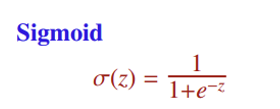 Sigmoid
σ(z) = 1/(1+e^{-z})